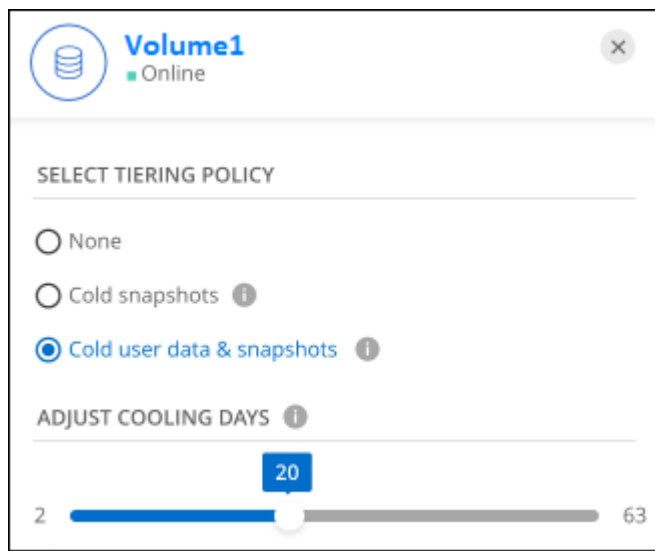 Volume1
Online
SELECT TIERING POLICY
None
Cold snapshots
Cold user data & snapshots
ADJUST COOLING DAYS
20
2 63